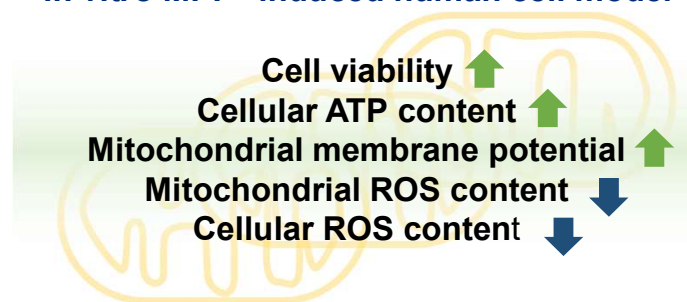 Cell viability
Cellular ATP content
Mitochondrial membrane potential
Mitochondrial ROS content
Cellular ROS content